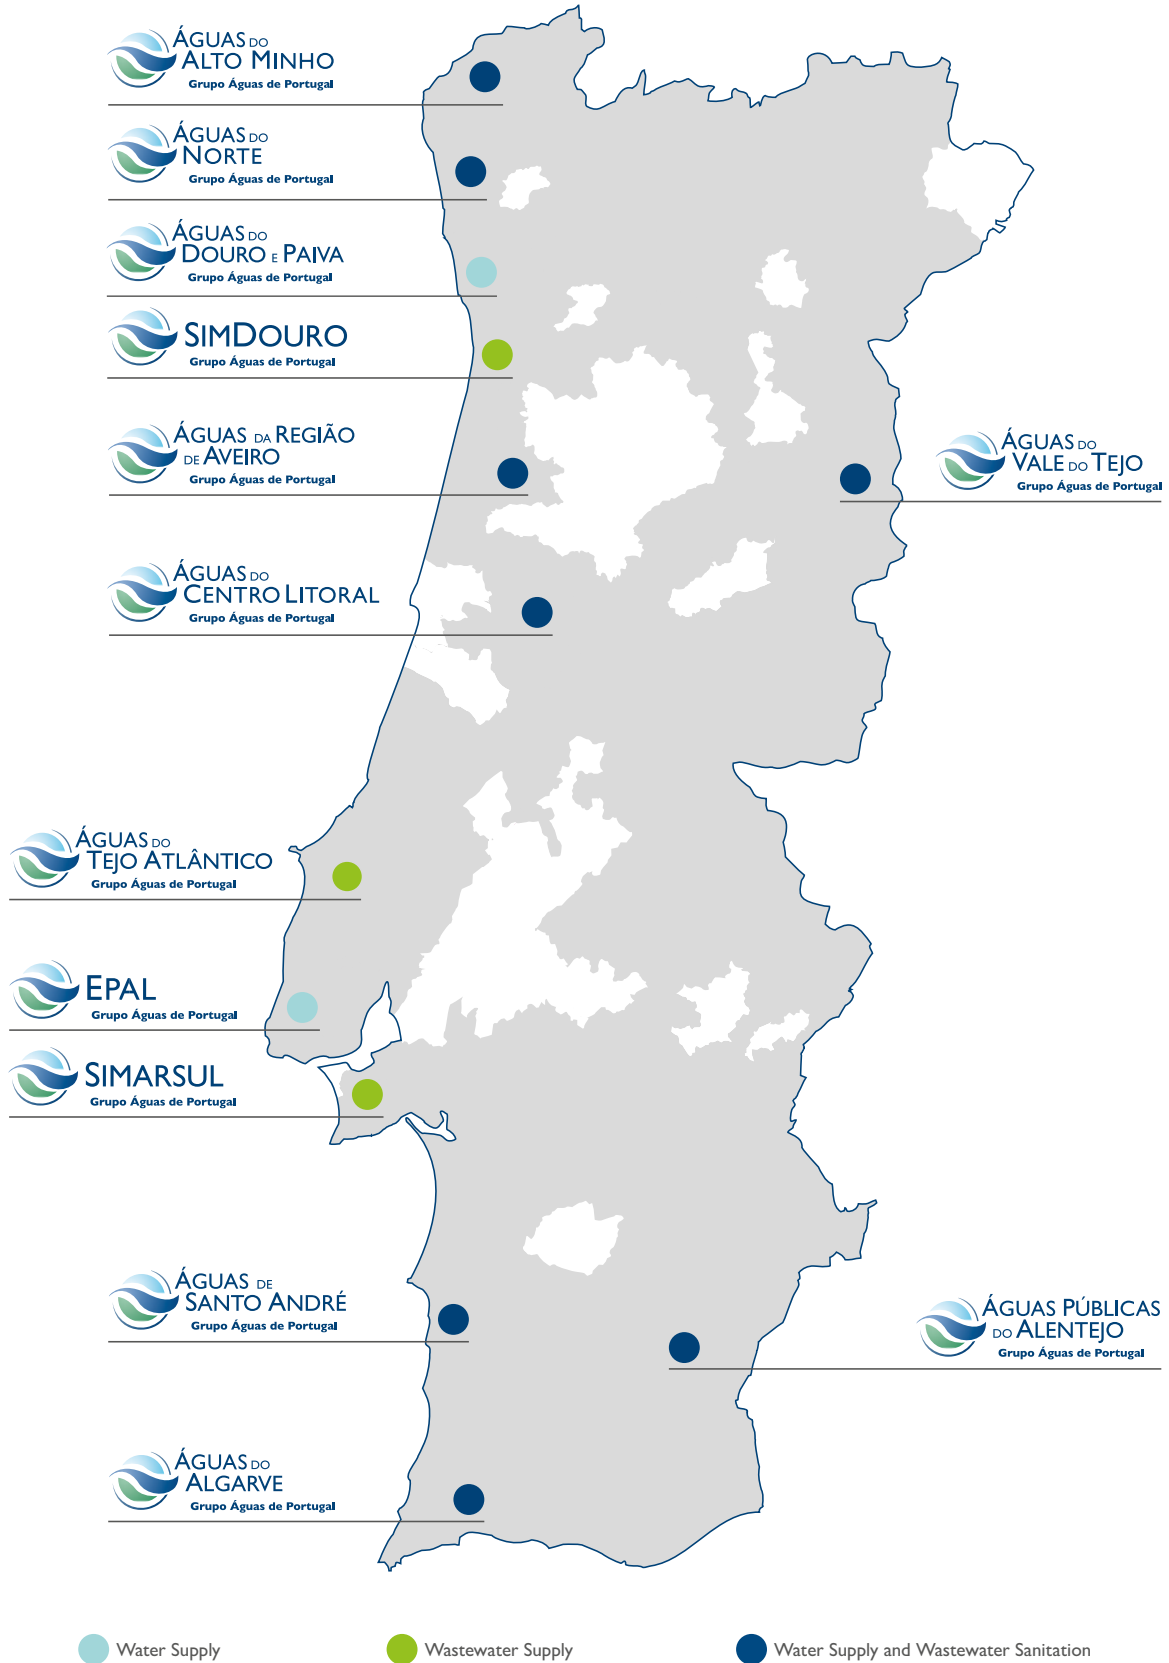 ÁGUAS DO
ALTO MINHO
Grupo Águas de Portugal
ÁGUAS DO
NORTE
Grupo Águas de Portugal
ÁGUAS DO
DOURO E PAIVA
Grupo Águas de Portugal
SIMDOURO
Grupo Águas de Portugal
ÁGUAS DA REGIÃO
DE AVEIRO
Grupo Águas de Portugal
ÁGUAS DO
VALE DO TEJO
Grupo Águas de Portugal
ÁGUAS DO
CENTRO LITORAL
Grupo Águas de Portugal
ÁGUAS DO
TEJO ATLÂNTICO
Grupo Águas de Portugal
EPAL
Grupo Águas de Portugal
SIMARSUL
Grupo Águas de Portugal
ÁGUAS DE
SANTO ANDRÉ
Grupo Águas de Portugal
ÁGUAS PÚBLICAS
DO ALENTEJO
Grupo Águas de Portugal
ÁGUAS DO
ALGARVE
Grupo Águas de Portugal
Water Supply
Wastewater Supply
Water Supply and Wastewater Sanitation